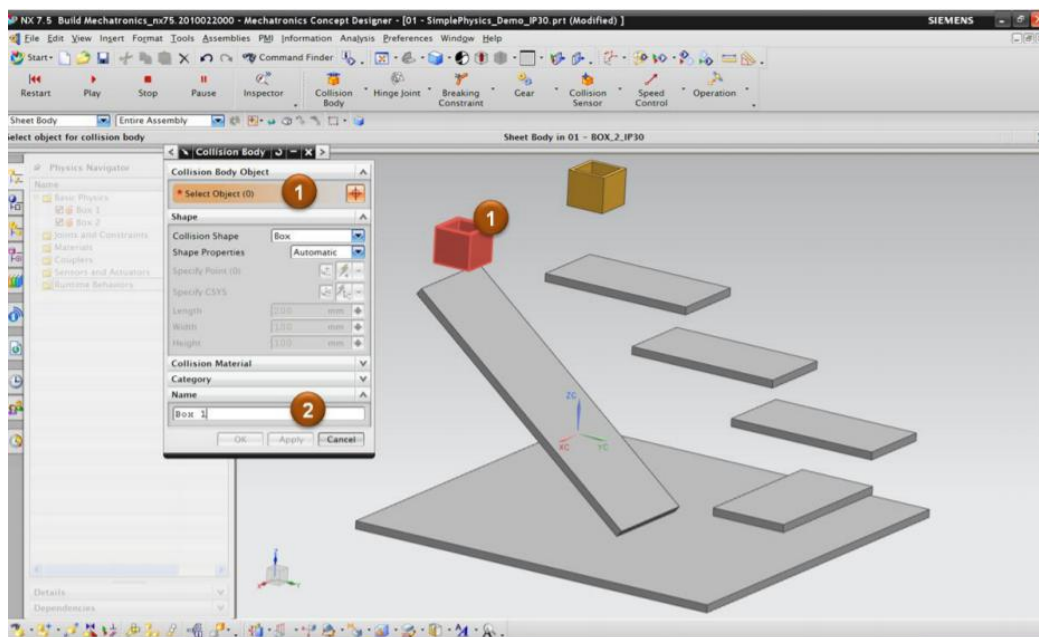 NX 7.5 Build Mechatronics_nx75.2010022000 - Mechatronics Concept Designer - [01 - SimplePhysics_Demo_IP30.prt (Modified) ] SIEMENS
File Edit View Insert Format Tools Assemblies PMI Information Analysis Preferences Window Help
Start Command Finder
Restart Play Stop Pause Inspector Collision Body Hinge Joint Breaking Constraint Gear Collision Sensor Speed Control Operation
Sheet Body Entire Assembly
Select object for collision body Sheet Body in 01 - BOX_2_IP30
Physics Navigator
Name
Basic Physics
Box 1
Box 2
Joints and Constraints
Materials
Couplers
Sensors and Actuators
Runtime Behaviors
Details
Dependencies
Collision Body
Collision Body Object
* Select Object (0) 1
Shape
Collision Shape Box
Shape Properties Automatic
Specify Point (0)
Specify CSYS
Length 200 mm
Width mm
Height mm
Collision Material
Category
Name
Box 1 2
OK Apply Cancel
1
ZC
XC YC